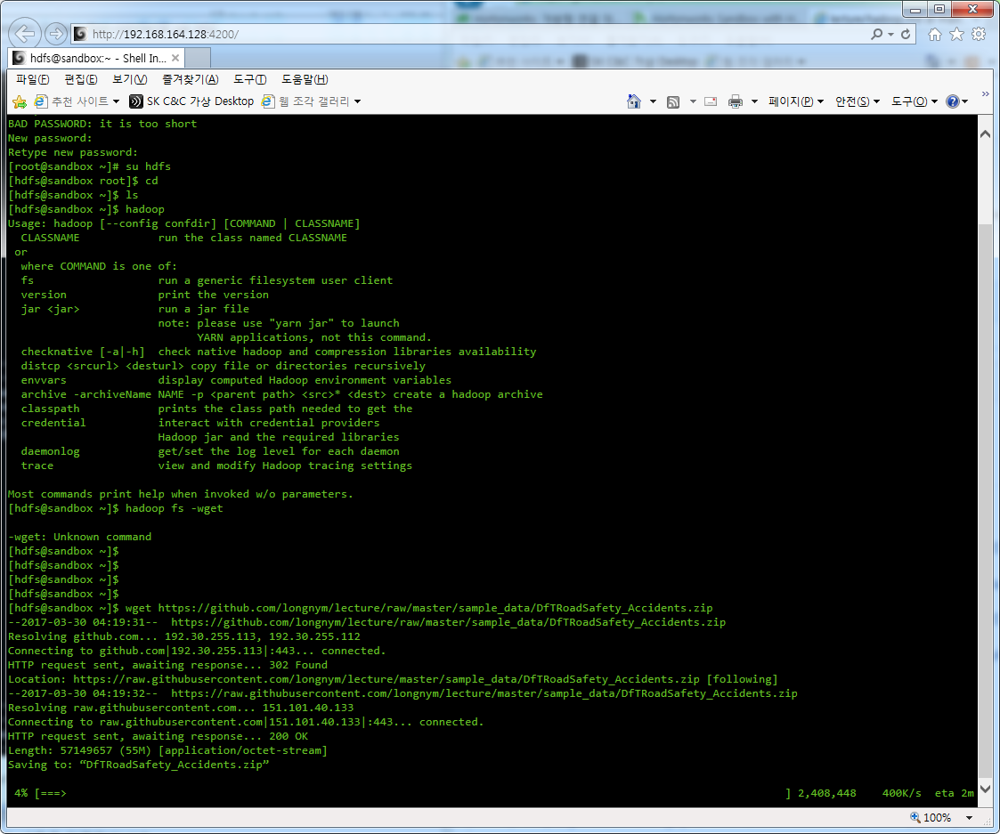 http://192.168.164.128:4200/
hdfs@sandbox:~ - Shell In...
파일(F) 편집(E) 보기(V) 즐겨찾기(A) 도구(T) 도움말(H)
추천 사이트 SK C&C 가상 Desktop 웹 조각 갤러리 페이지(P) 안전(S) 도구(O)
BAD PASSWORD: it is too short
New password:
Retype new password:
[root@sandbox ~]# su hdfs
[hdfs@sandbox root]$ cd
[hdfs@sandbox ~]$ ls
[hdfs@sandbox ~]$ hadoop
Usage: hadoop [--config confdir] [COMMAND | CLASSNAME]
  CLASSNAME            run the class named CLASSNAME
 or
  where COMMAND is one of:
  fs                   run a generic filesystem user client
  version              print the version
  jar <jar>            run a jar file
                       note: please use "yarn jar" to launch
                             YARN applications, not this command.
  checknative [-a|-h]  check native hadoop and compression libraries availability
  distcp <srcurl> <desturl> copy file or directories recursively
  envvars              display computed Hadoop environment variables
  archive -archiveName NAME -p <parent path> <src>* <dest> create a hadoop archive
  classpath            prints the class path needed to get the
  credential           interact with credential providers
                       Hadoop jar and the required libraries
  daemonlog            get/set the log level for each daemon
  trace                view and modify Hadoop tracing settings
Most commands print help when invoked w/o parameters.
[hdfs@sandbox ~]$ hadoop fs -wget
-wget: Unknown command
[hdfs@sandbox ~]$
[hdfs@sandbox ~]$
[hdfs@sandbox ~]$
[hdfs@sandbox ~]$
[hdfs@sandbox ~]$ wget https://github.com/longnym/lecture/raw/master/sample_data/DfTRoadSafety_Accidents.zip
--2017-03-30 04:19:31--  https://github.com/longnym/lecture/raw/master/sample_data/DfTRoadSafety_Accidents.zip
Resolving github.com... 192.30.255.113, 192.30.255.112
Connecting to github.com|192.30.255.113|:443... connected.
HTTP request sent, awaiting response... 302 Found
Location: https://raw.githubusercontent.com/longnym/lecture/master/sample_data/DfTRoadSafety_Accidents.zip [following]
--2017-03-30 04:19:32--  https://raw.githubusercontent.com/longnym/lecture/master/sample_data/DfTRoadSafety_Accidents.zip
Resolving raw.githubusercontent.com... 151.101.40.133
Connecting to raw.githubusercontent.com|151.101.40.133|:443... connected.
HTTP request sent, awaiting response... 200 OK
Length: 57149657 (55M) [application/octet-stream]
Saving to: “DfTRoadSafety_Accidents.zip”
 4% [===>                ] 2,408,448    400K/s  eta 2m
100%